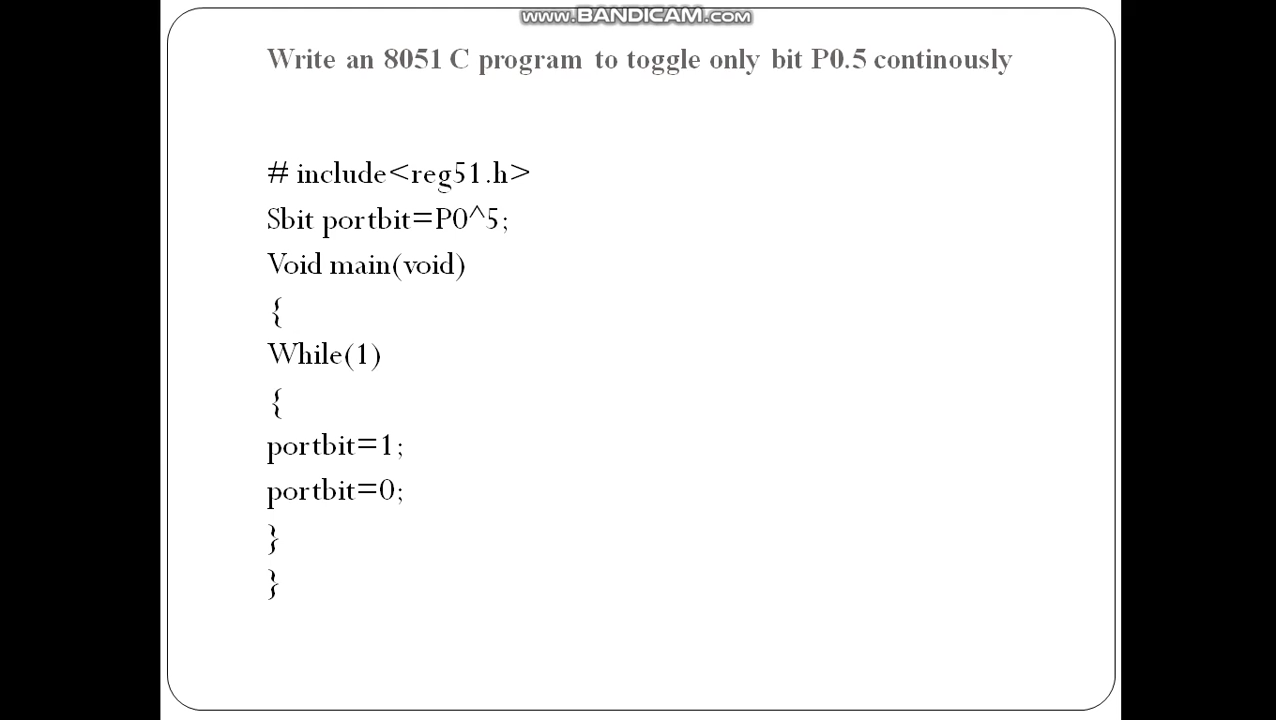 www.BANDICAM.com
Write an 8051 C program to toggle only bit P0.5 continously
# include<reg51.h>
Sbit portbit=P0^5;
Void main(void)
{
While(1)
{
portbit=1;
portbit=0;
}
}